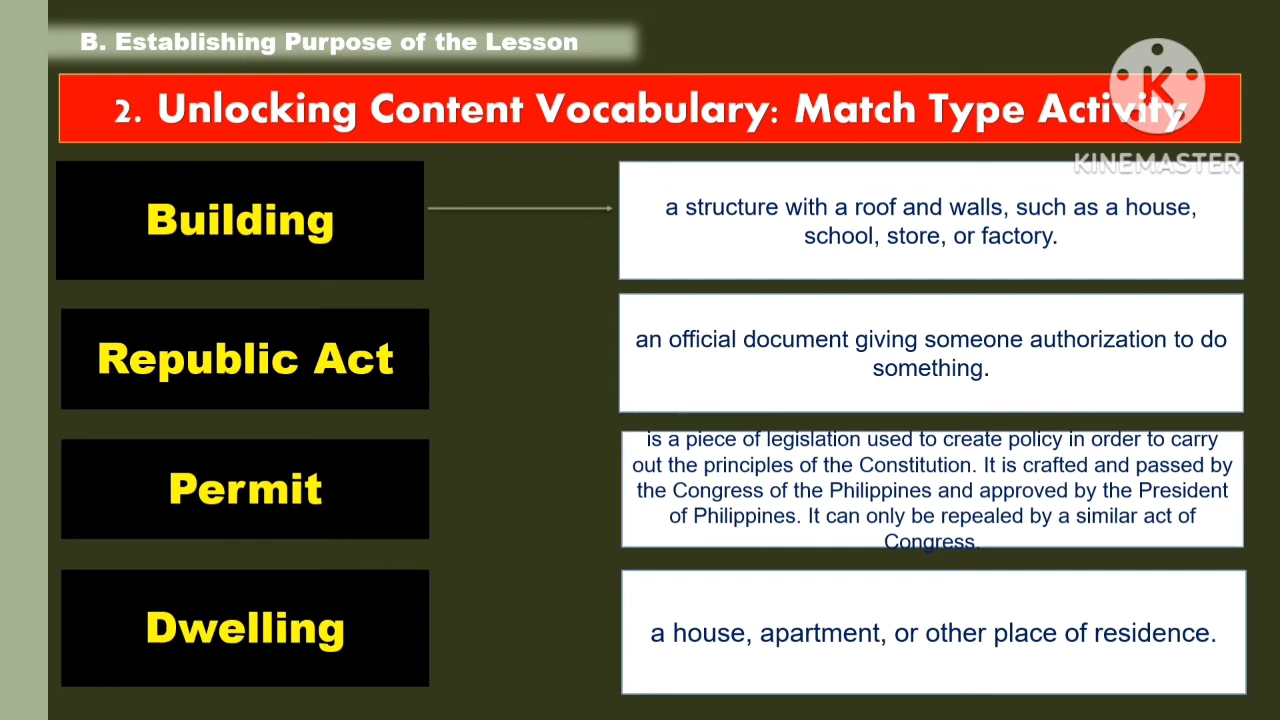 B. Establishing Purpose of the Lesson
2. Unlocking Content Vocabulary: Match Type Activity
K
KINEMASTER
Building
a structure with a roof and walls, such as a house,
school, store, or factory.
Republic Act
an official document giving someone authorization to do
something.
Permit
is a piece of legislation used to create policy in order to carry
out the principles of the Constitution. It is crafted and passed by
the Congress of the Philippines and approved by the President
of Philippines. It can only be repealed by a similar act of
Congress.
Dwelling
a house, apartment, or other place of residence.